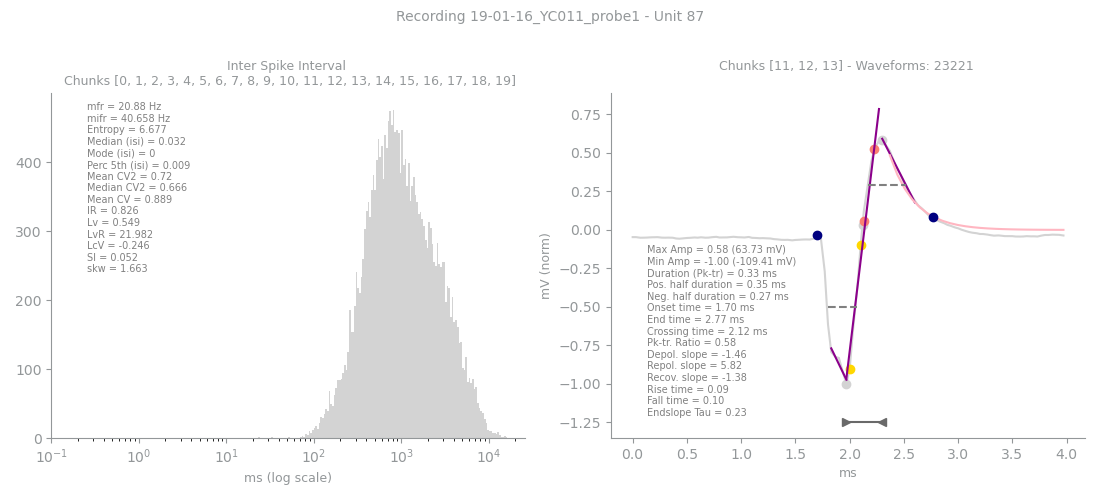 Recording 19-01-16_YC011_probe1 - Unit 87
Inter Spike Interval
Chunks [0, 1, 2, 3, 4, 5, 6, 7, 8, 9, 10, 11, 12, 13, 14, 15, 16, 17, 18, 19]
mfr = 20.88 Hz
mifr = 40.658 Hz
Entropy = 6.677
Median (isi) = 0.032
Mode (isi) = 0
Perc 5th (isi) = 0.009
Mean CV2 = 0.72
Median CV2 = 0.666
Mean CV = 0.889
IR = 0.826
Lv = 0.549
LvR = 21.982
LcV = -0.246
SI = 0.052
skw = 1.663
400
300
200
100
0
10⁻¹ 10⁰ 10¹ 10² 10³ 10⁴
ms (log scale)
Chunks [11, 12, 13] - Waveforms: 23221
mV (norm)
0.75
0.50
0.25
0.00
−0.25
−0.50
−0.75
−1.00
−1.25
Max Amp = 0.58 (63.73 mV)
Min Amp = -1.00 (-109.41 mV)
Duration (Pk-tr) = 0.33 ms
Pos. half duration = 0.35 ms
Neg. half duration = 0.27 ms
Onset time = 1.70 ms
End time = 2.77 ms
Crossing time = 2.12 ms
Pk-tr. Ratio = 0.58
Depol. slope = -1.46
Repol. slope = 5.82
Recov. slope = -1.38
Rise time = 0.09
Fall time = 0.10
Endslope Tau = 0.23
0.0 0.5 1.0 1.5 2.0 2.5 3.0 3.5 4.0
ms